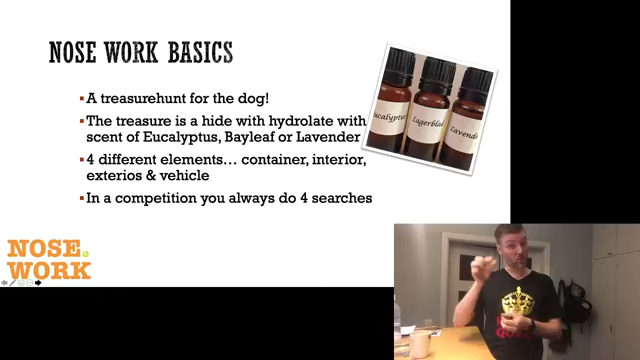 NOSE WORK BASICS
A treasurehunt for the dog!
The treasure is a hide with hydrolate with
scent of Eucalyptus, Bayleaf or Lavender
4 different elements... container, interior,
exterios & vehicle
In a competition you always do 4 searches
Eucalyptus
Lagerblad
Lavendel
NOSE
WORK